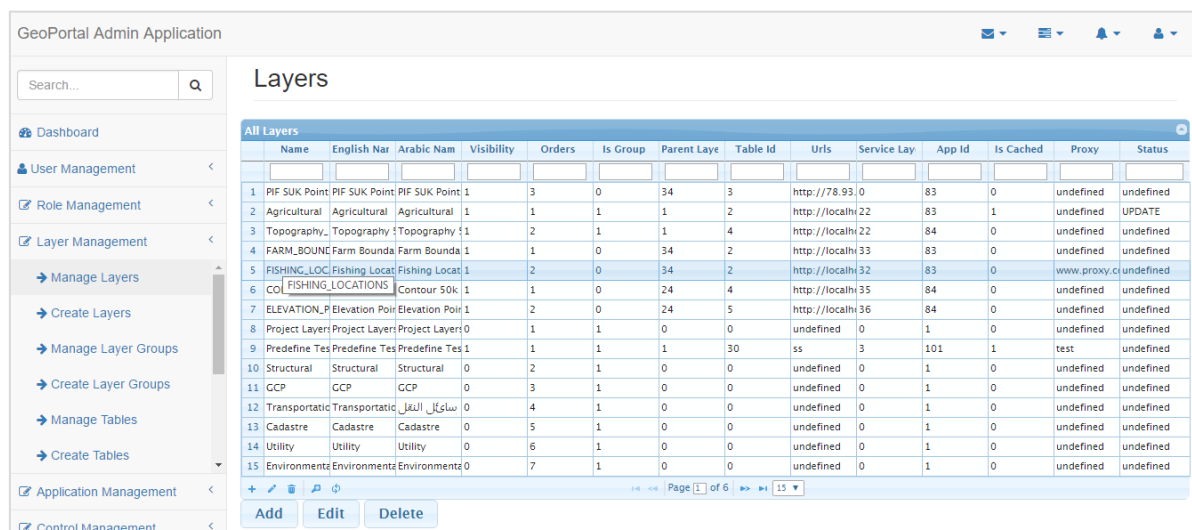 GeoPortal Admin Application
Search...
Layers
Dashboard
User Management
Role Management
Layer Management
Manage Layers
Create Layers
Manage Layer Groups
Create Layer Groups
Manage Tables
Create Tables
Application Management
Control Management
All Layers
Name English Nar Arabic Nam Visibility Orders Is Group Parent Laye Table Id Urls Service Lay App Id Is Cached Proxy Status
1 PIF SUK Point PIF SUK Point PIF SUK Point 1 3 0 34 3 http://78.93. 0 83 0 undefined undefined
2 Agricultural Agricultural Agricultural 1 1 1 1 2 http://localh 22 83 1 undefined UPDATE
3 Topography_ Topography Topography 1 2 1 1 4 http://localh 22 84 0 undefined undefined
4 FARM_BOUND Farm Bounda Farm Bounda 1 1 0 34 2 http://localh 33 83 0 undefined undefined
5 FISHING_LOC Fishing Locat Fishing Locat 1 2 0 34 2 http://localh 32 83 0 www.proxy.c undefined
FISHING_LOCATIONS
6 CO Contour 50k 1 1 0 24 4 http://localh 35 84 0 undefined undefined
7 ELEVATION_P Elevation Poir Elevation Poir 1 2 0 24 5 http://localh 36 84 0 undefined undefined
8 Project Layers Project Layers Project Layers 0 1 1 0 0 undefined 0 1 0 undefined undefined
9 Predefine Tes Predefine Tes Predefine Tes 1 1 1 1 30 ss 3 101 1 test undefined
10 Structural Structural Structural 0 2 1 0 0 undefined 0 1 0 undefined undefined
11 GCP GCP GCP 0 3 1 0 0 undefined 0 1 0 undefined undefined
12 Transportatic Transportatic سائل النقل 0 4 1 0 0 undefined 0 1 0 undefined undefined
13 Cadastre Cadastre Cadastre 0 5 1 0 0 undefined 0 1 0 undefined undefined
14 Utility Utility Utility 0 6 1 0 0 undefined 0 1 0 undefined undefined
15 Environmenta Environmenta Environmenta 0 7 1 0 0 undefined 0 1 0 undefined undefined
Page 1 of 6 15
Add Edit Delete